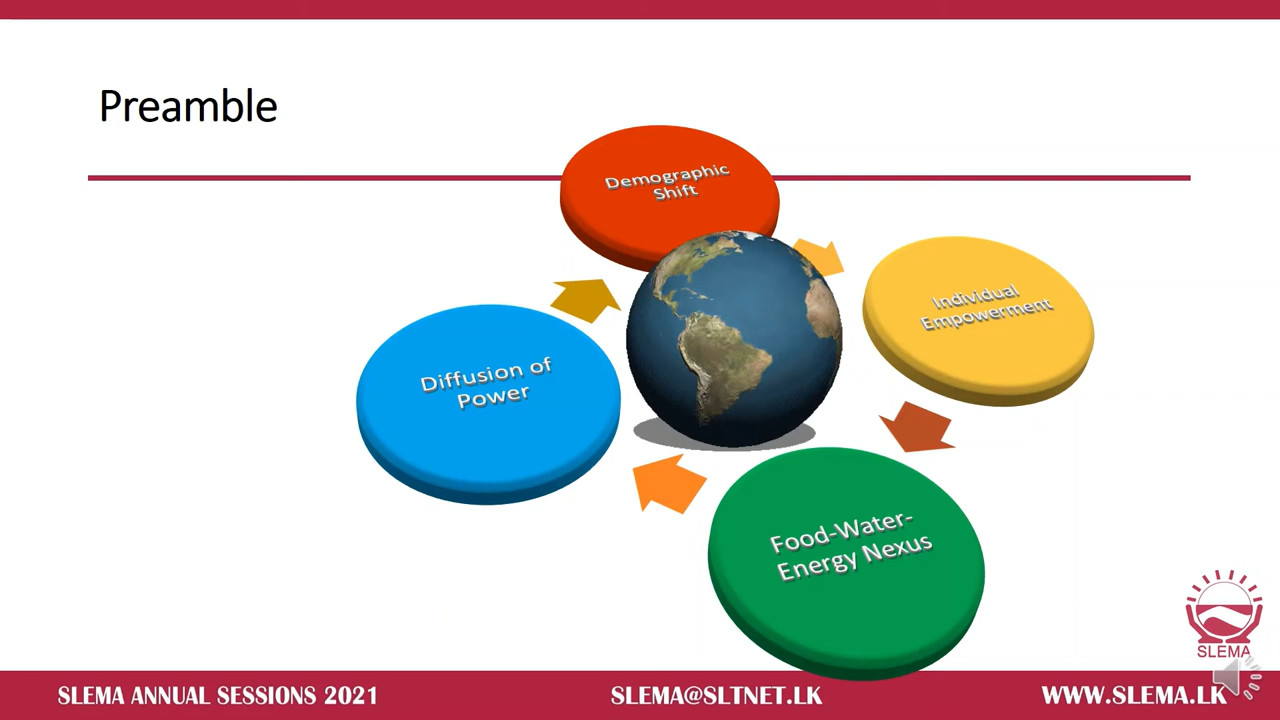 Preamble
Demographic
Shift
Individual
Empowerment
Diffusion of
Power
Food-Water-
Energy Nexus
SLEMA
SLEMA ANNUAL SESSIONS 2021
SLEMA@SLTNET.LK
WWW.SLEMA.LK